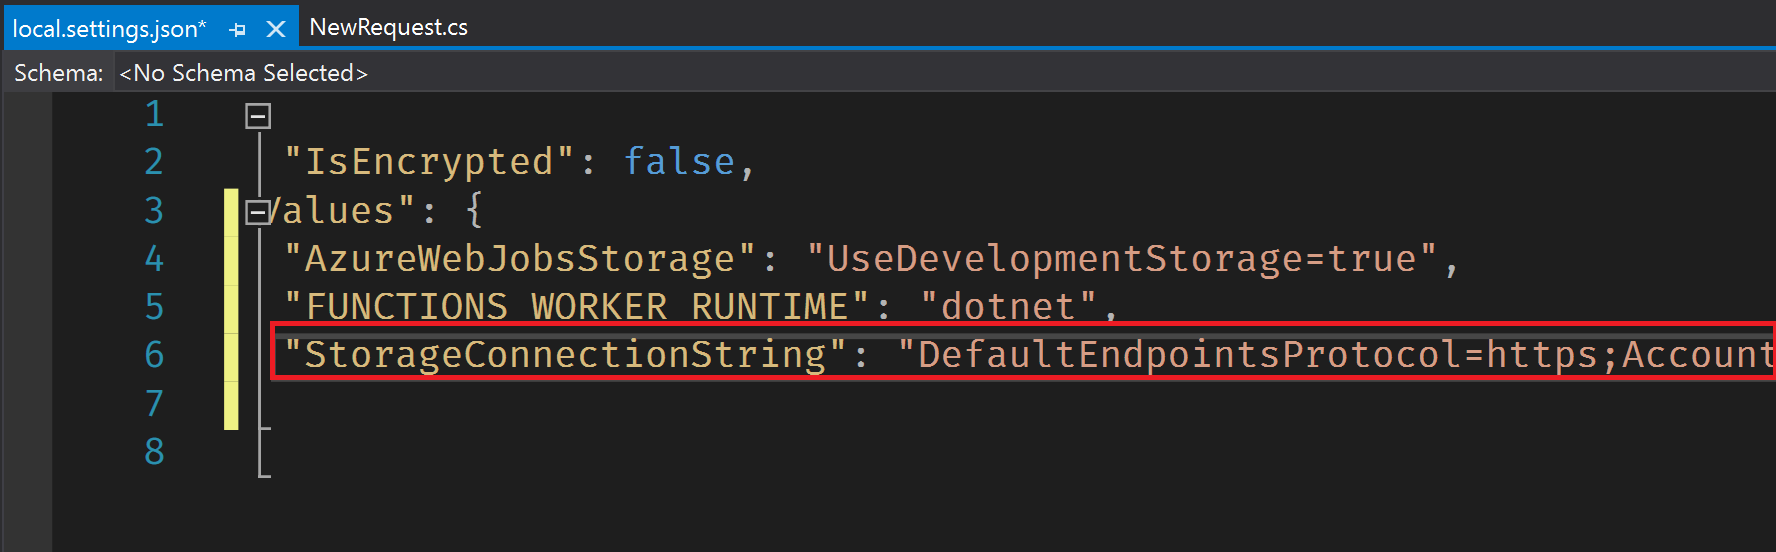 local.settings.json* NewRequest.cs
Schema: <No Schema Selected>
1
2 "IsEncrypted": false,
3 Values": {
4 "AzureWebJobsStorage": "UseDevelopmentStorage=true",
5 "FUNCTIONS_WORKER_RUNTIME": "dotnet",
6 "StorageConnectionString": "DefaultEndpointsProtocol=https;Account
7
8